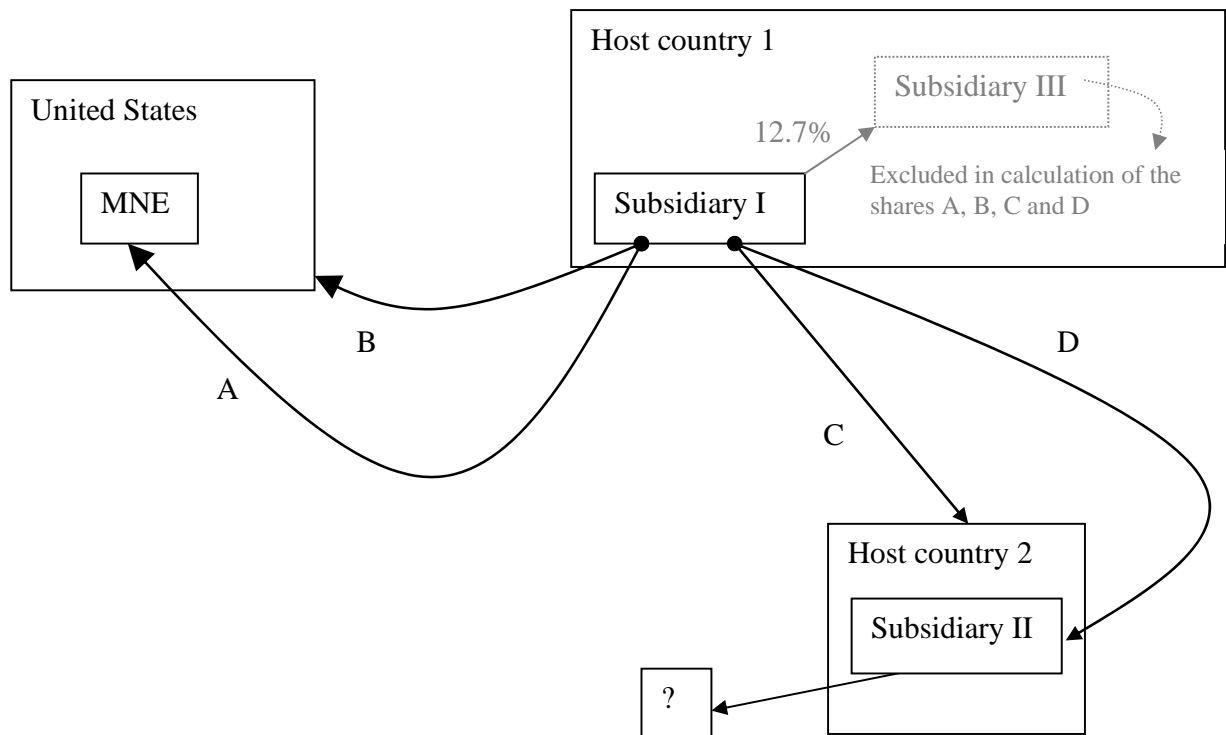 Host country 1
United States
Subsidiary III
12.7%
MNE
Subsidiary I
Excluded in calculation of the
shares A, B, C and D
B
D
A
C
Host country 2
Subsidiary II
?